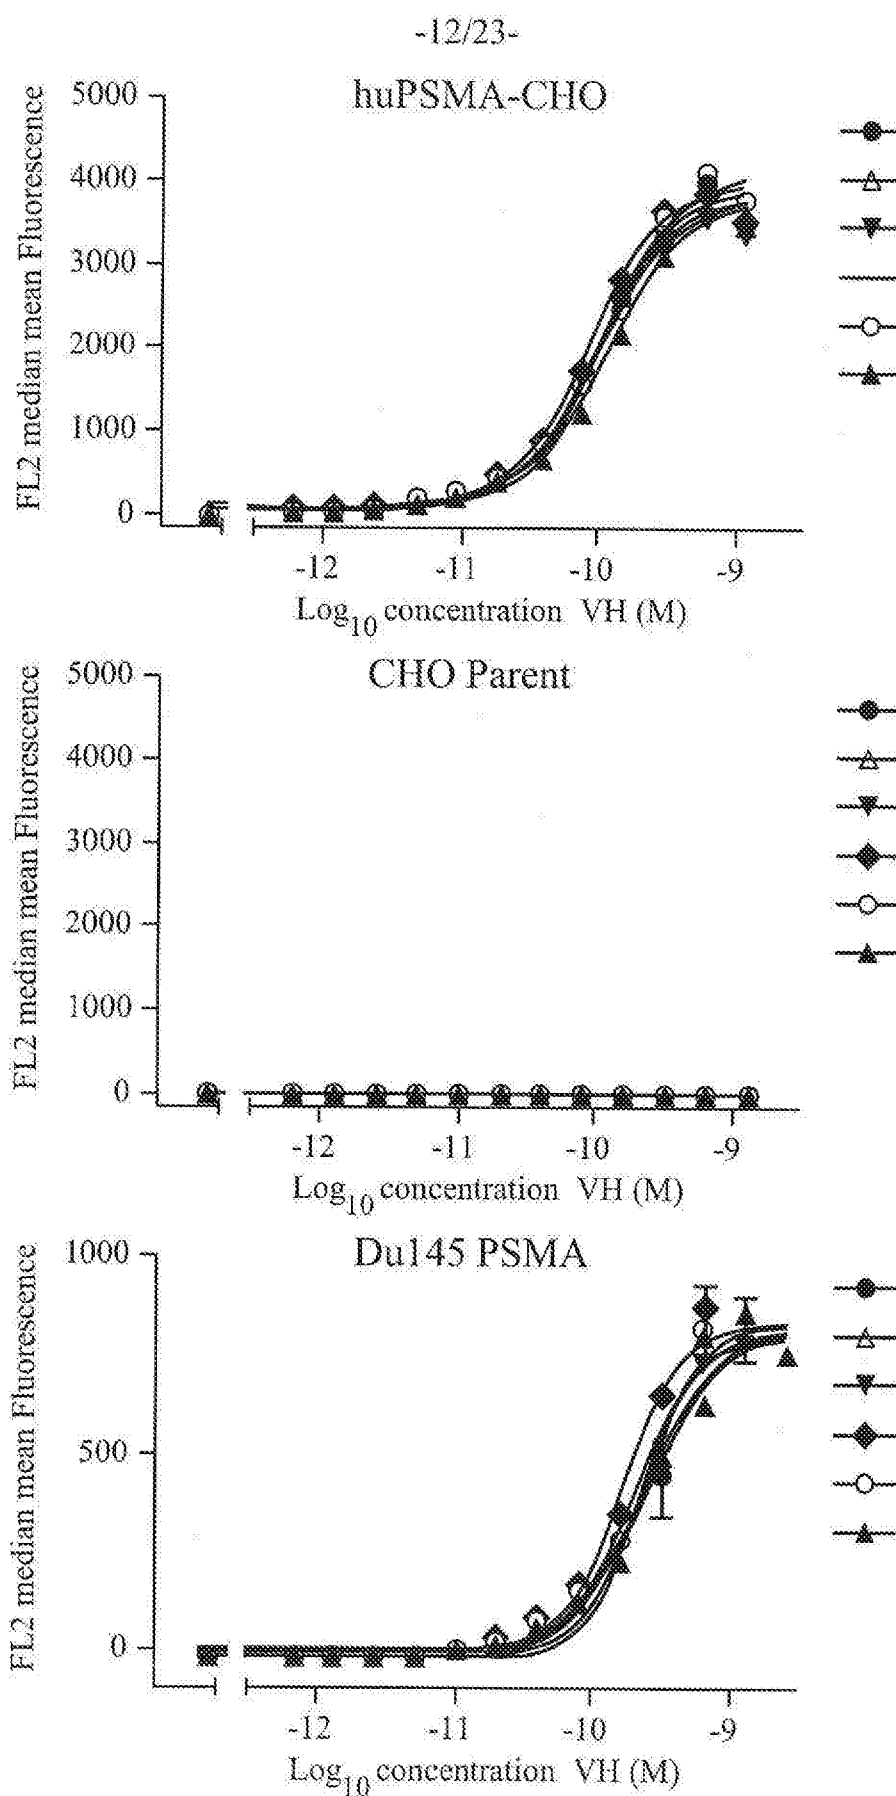 -12/23-
huPSMA-CHO
FL2 median mean Fluorescence
5000
4000
3000
2000
1000
0
-12 -11 -10 -9
Log10 concentration VH (M)
CHO Parent
FL2 median mean Fluorescence
5000
4000
3000
2000
1000
0
-12 -11 -10 -9
Log10 concentration VH (M)
Du145 PSMA
FL2 median mean Fluorescence
1000
500
0
-12 -11 -10 -9
Log10 concentration VH (M)